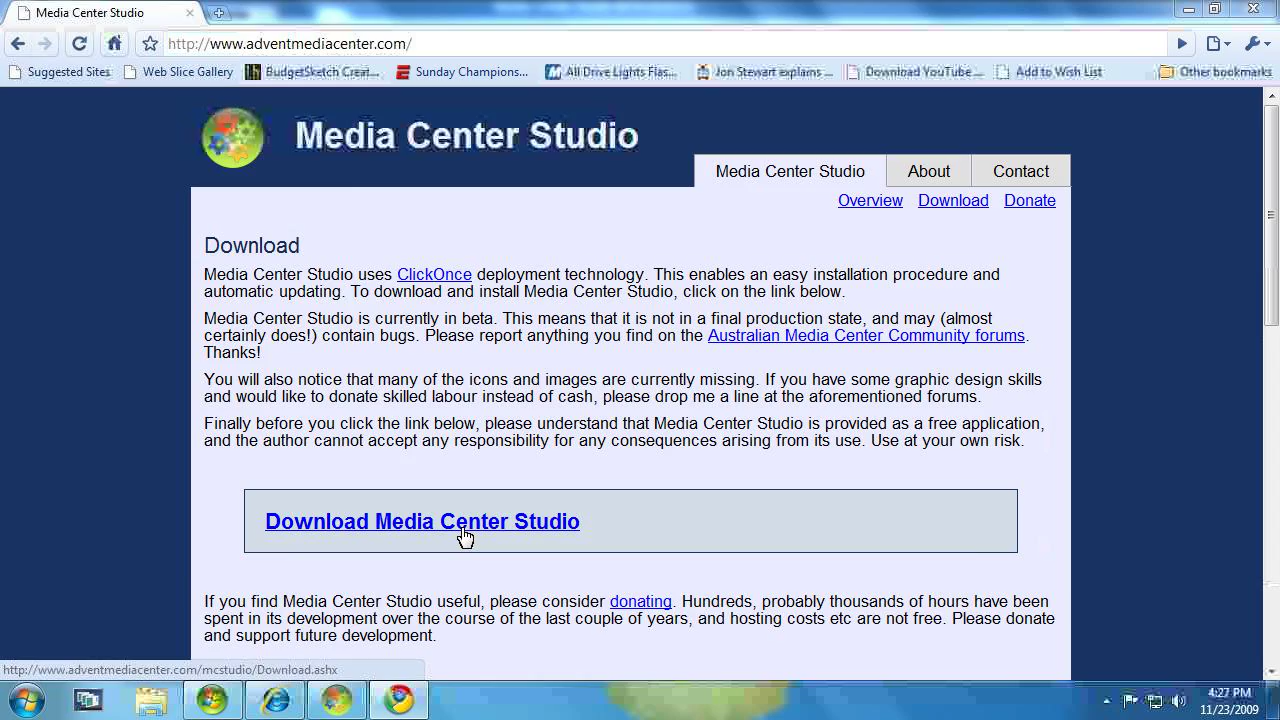 Media Center Studio
http://www.adventmediacenter.com/
Suggested Sites Web Slice Gallery BudgetSketch Creat... Sunday Champions... All Drive Lights Flas... Jon Stewart explains ... Download YouTube ... Add to Wish List Other bookmarks
Media Center Studio
Media Center Studio About Contact
Overview Download Donate
Download
Media Center Studio uses ClickOnce deployment technology. This enables an easy installation procedure and
automatic updating. To download and install Media Center Studio, click on the link below.
Media Center Studio is currently in beta. This means that it is not in a final production state, and may (almost
certainly does!) contain bugs. Please report anything you find on the Australian Media Center Community forums.
Thanks!
You will also notice that many of the icons and images are currently missing. If you have some graphic design skills
and would like to donate skilled labour instead of cash, please drop me a line at the aforementioned forums.
Finally before you click the link below, please understand that Media Center Studio is provided as a free application,
and the author cannot accept any responsibility for any consequences arising from its use. Use at your own risk.
Download Media Center Studio
If you find Media Center Studio useful, please consider donating. Hundreds, probably thousands of hours have been
spent in its development over the course of the last couple of years, and hosting costs etc are not free. Please donate
and support future development.
http://www.adventmediacenter.com/mcstudio/Download.ashx
4:27 PM
11/23/2009